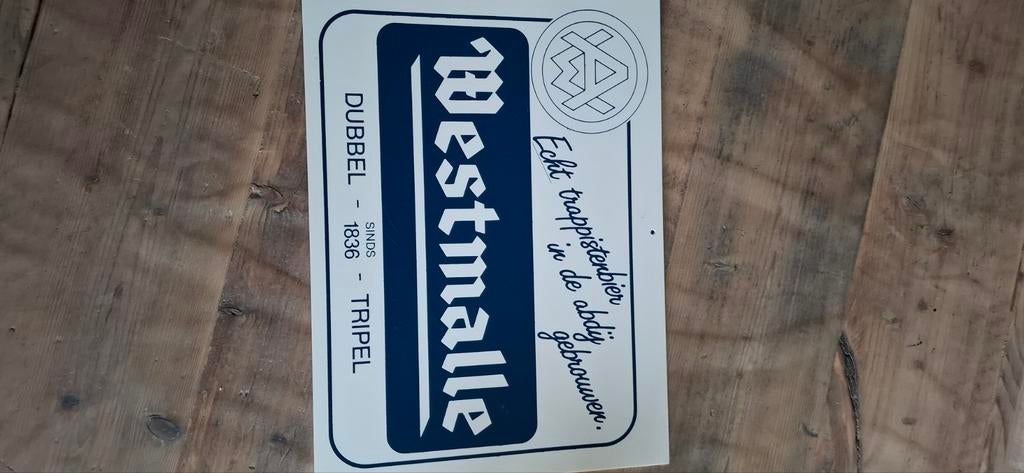 Echt trappistenbier
in de abdij
gebrouwen.
Westmalle
DUBBEL - SINDS 1836 - TRIPEL